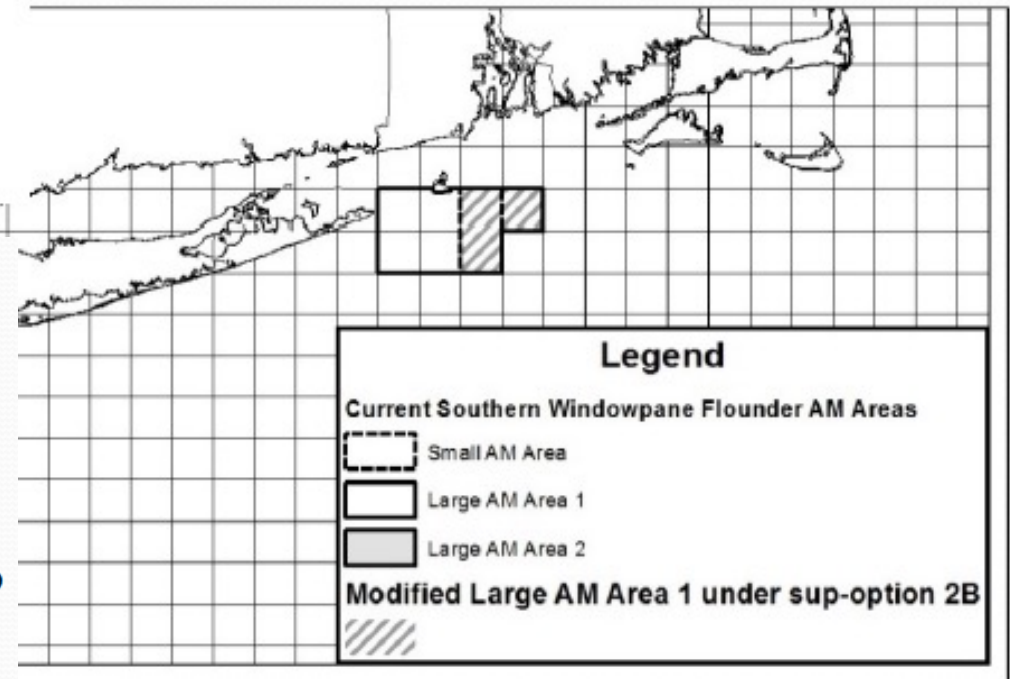 Legend
Current Southern Windowpane Flounder AM Areas
Small AM Area
Large AM Area 1
Large AM Area 2
Modified Large AM Area 1 under sup-option 2B